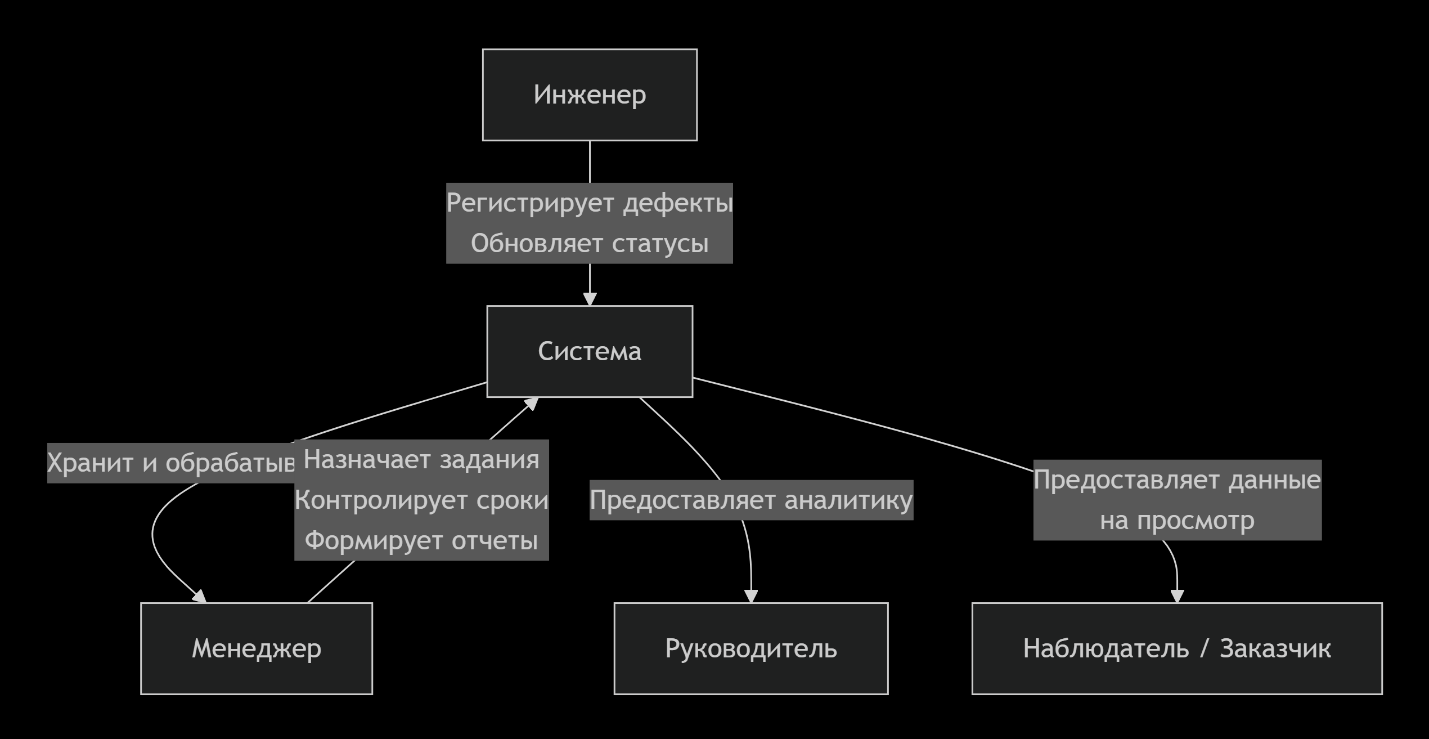 Инженер
Регистрирует дефекты
Обновляет статусы
Система
Хранит и
Назначает задания
Контролирует сроки
Формирует отчеты
Предоставляет аналитику
Предоставляет данные
на просмотр
Менеджер
Руководитель
Наблюдатель / Заказчик